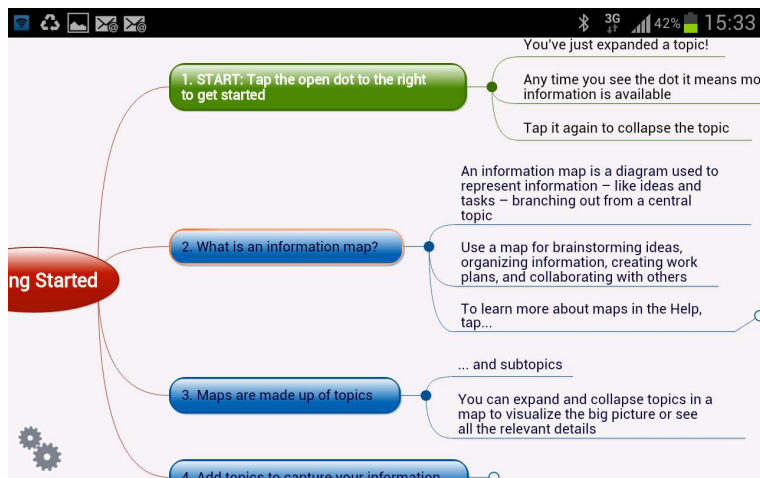 3G
42%
15:33
You've just expanded a topic!
1. START: Tap the open dot to the right
to get started
Any time you see the dot it means mo
information is available
Tap it again to collapse the topic
An information map is a diagram used to
represent information – like ideas and
tasks – branching out from a central
topic
2. What is an information map?
Use a map for brainstorming ideas,
organizing information, creating work
plans, and collaborating with others
ng Started
To learn more about maps in the Help,
tap...
... and subtopics
3. Maps are made up of topics
You can expand and collapse topics in a
map to visualize the big picture or see
all the relevant details
4. Add topics to capture your information